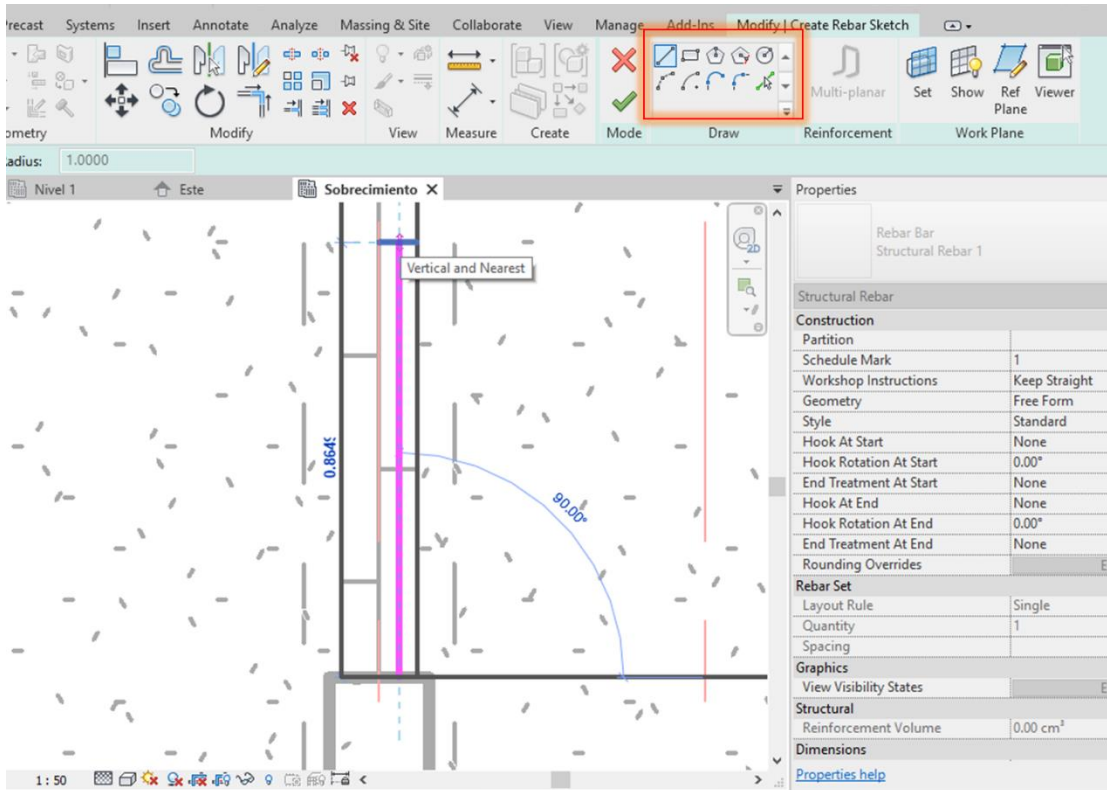 Precast Systems Insert Annotate Analyze Massing & Site Collaborate View Manage Add-Ins Modify | Create Rebar Sketch
Multi-planar Set Show Ref Plane Viewer
Modify View Measure Create Mode Draw Reinforcement Work Plane
Radius: 1.0000
Nivel 1 Este Sobrecimiento X Properties
Rebar Bar
Structural Rebar 1
2D
Vertical and Nearest
0.8649
90.00°
Structural Rebar
Construction
Partition
Schedule Mark 1
Workshop Instructions Keep Straight
Geometry Free Form
Style Standard
Hook At Start None
Hook Rotation At Start 0.00°
End Treatment At Start None
Hook At End None
Hook Rotation At End 0.00°
End Treatment At End None
Rounding Overrides E
Rebar Set
Layout Rule Single
Quantity 1
Spacing
Graphics
View Visibility States E
Structural
Reinforcement Volume 0.00 cm³
Dimensions
1 : 50 Properties help